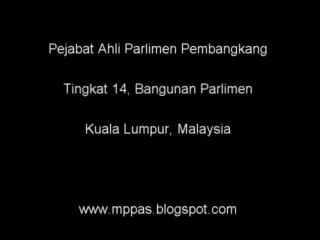 Pejabat Ahli Parlimen Pembangkang
Tingkat 14, Bangunan Parlimen
Kuala Lumpur, Malaysia
www.mppas.blogspot.com